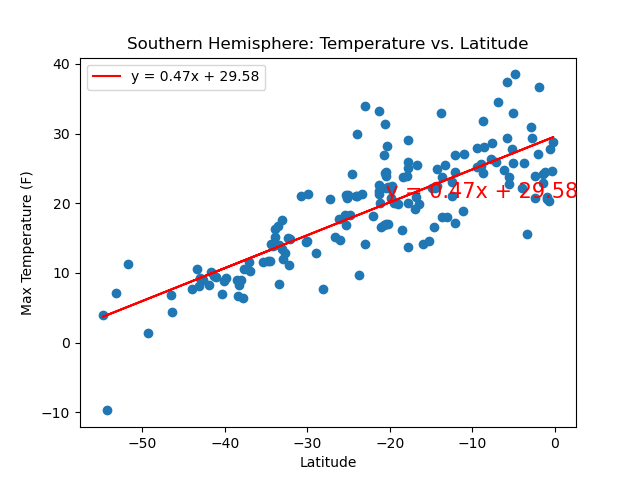 Southern Hemisphere: Temperature vs. Latitude
y = 0.47x + 29.58
y = 0.47x + 29.58
40
30
20
10
0
−10
Max Temperature (F)
−50
−40
−30
−20
−10
0
Latitude